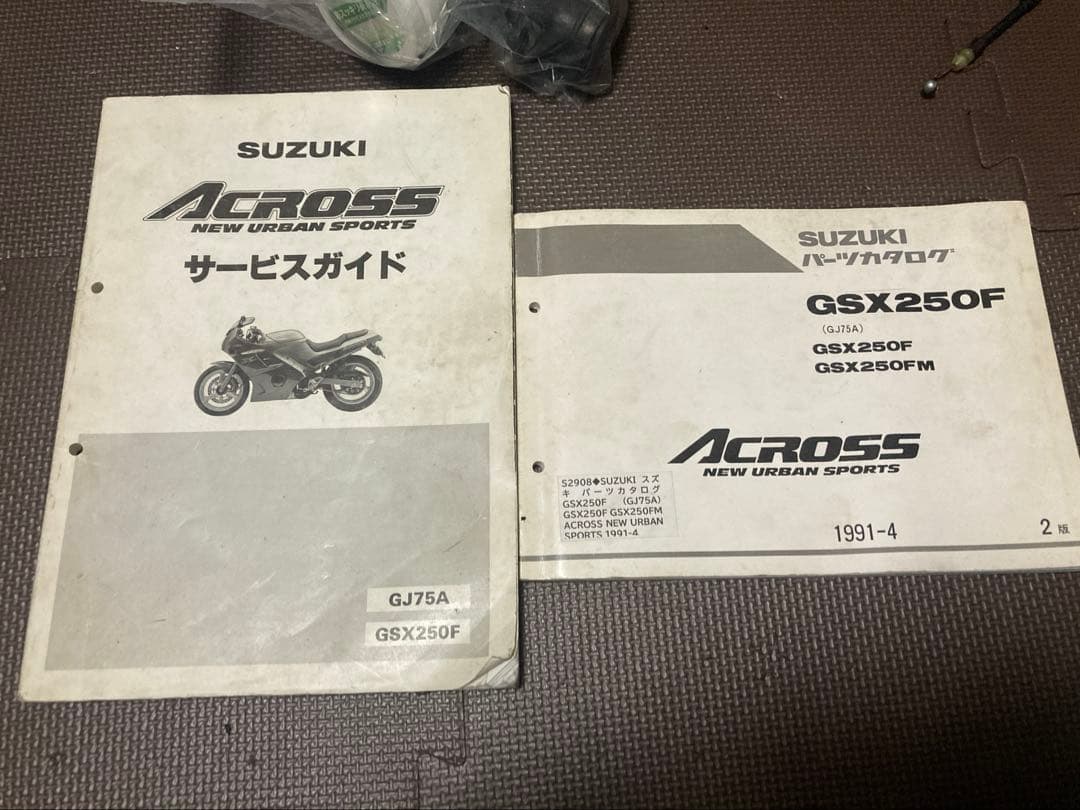 SUZUKI
ACROSS
NEW URBAN SPORTS
サービスガイド
GJ75A
GSX250F
SUZUKI
パーツカタログ
GSX250F
(GJ75A)
GSX250F
GSX250FM
ACROSS
NEW URBAN SPORTS
S2908◆SUZUKI スズ
キ パーツカタログ
GSX250F (GJ75A)
GSX250F GSX250FM
ACROSS NEW URBAN
SPORTS 1991-4
1991-4
2版